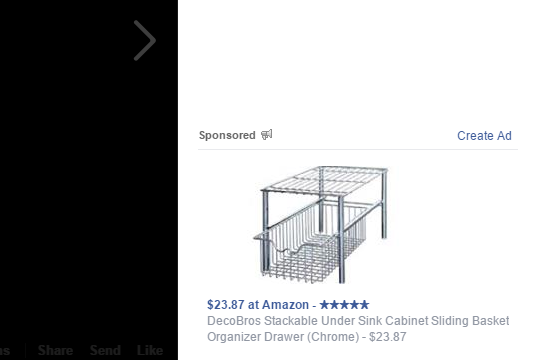 Sponsored
Create Ad
$23.87 at Amazon - ★★★★★
DecoBros Stackable Under Sink Cabinet Sliding Basket
Organizer Drawer (Chrome) - $23.87
Share Send Like